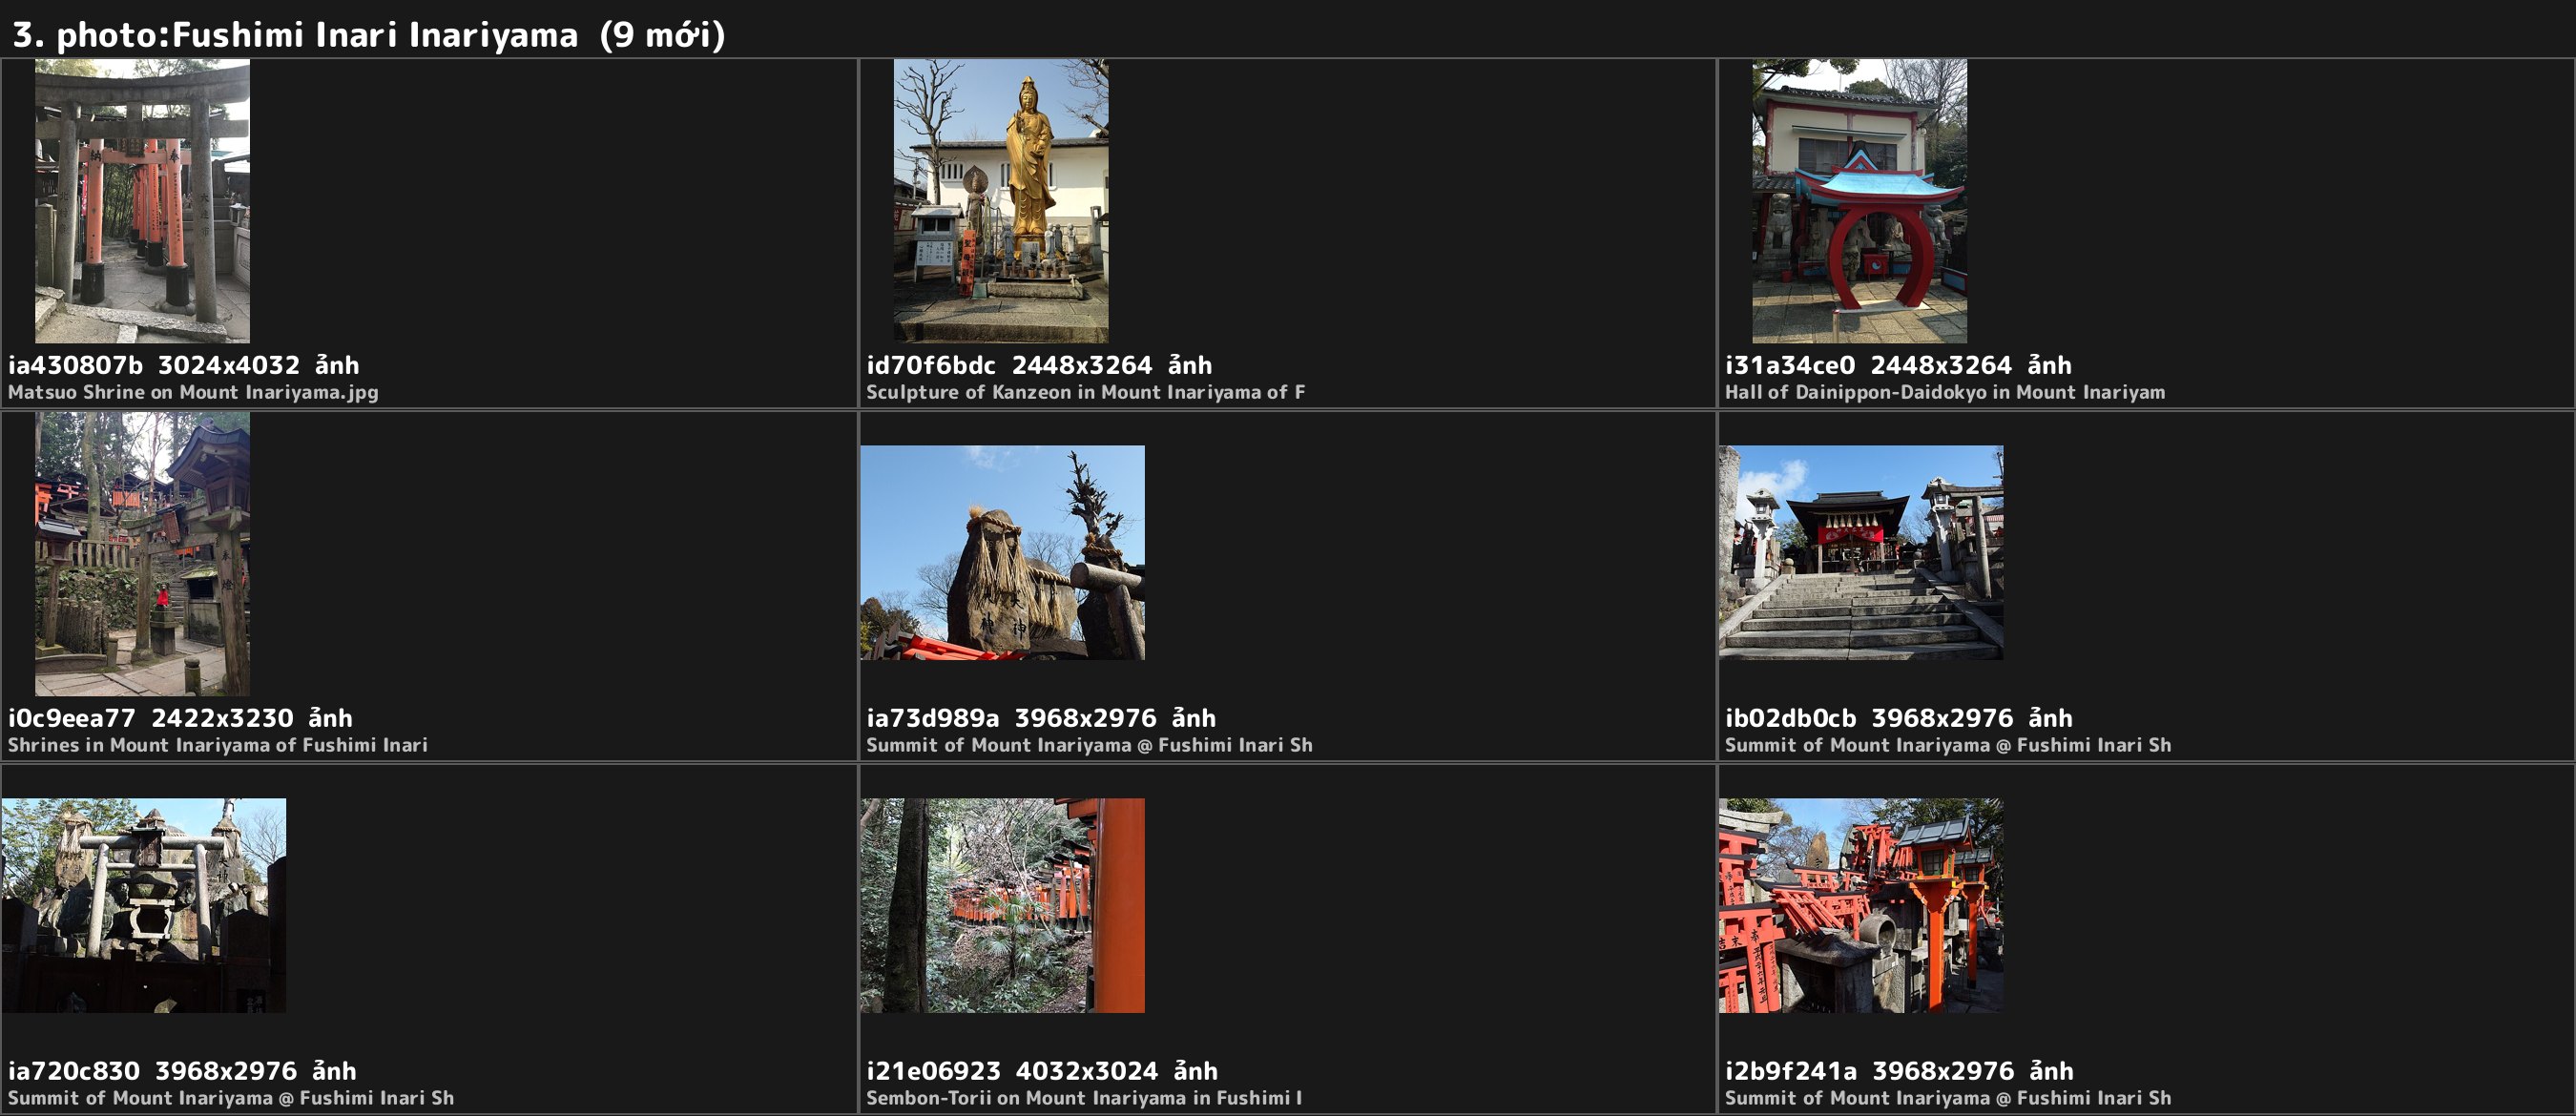 3. photo:Fushimi Inari Inariyama (9 mới)
ia430807b 3024x4032 ảnh
Matsuo Shrine on Mount Inariyama.jpg
id70f6bdc 2448x3264 ảnh
Sculpture of Kanzeon in Mount Inariyama of F
i31a34ce0 2448x3264 ảnh
Hall of Dainippon-Daidokyo in Mount Inariyam
i0c9eea77 2422x3230 ảnh
Shrines in Mount Inariyama of Fushimi Inari
ia73d989a 3968x2976 ảnh
Summit of Mount Inariyama @ Fushimi Inari Sh
ib02db0cb 3968x2976 ảnh
Summit of Mount Inariyama @ Fushimi Inari Sh
ia720c830 3968x2976 ảnh
Summit of Mount Inariyama @ Fushimi Inari Sh
i21e06923 4032x3024 ảnh
Sembon-Torii on Mount Inariyama in Fushimi I
i2b9f241a 3968x2976 ảnh
Summit of Mount Inariyama @ Fushimi Inari Sh